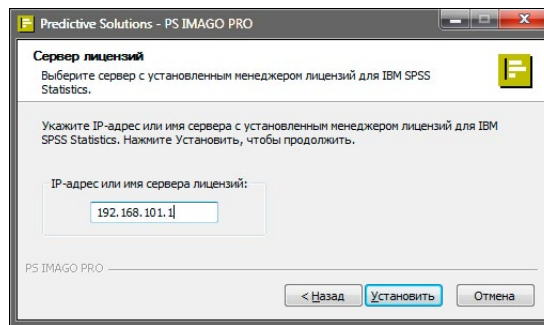 Predictive Solutions - PS IMAGO PRO
Сервер лицензий
Выберите сервер с установленным менеджером лицензий для IBM SPSS
Statistics.
Укажите IP-адрес или имя сервера с установленным менеджером лицензий для IBM
SPSS Statistics. Нажмите Установить, чтобы продолжить.
IP-адрес или имя сервера лицензий:
192.168.101.1
PS IMAGO PRO
< Назад Установить Отмена